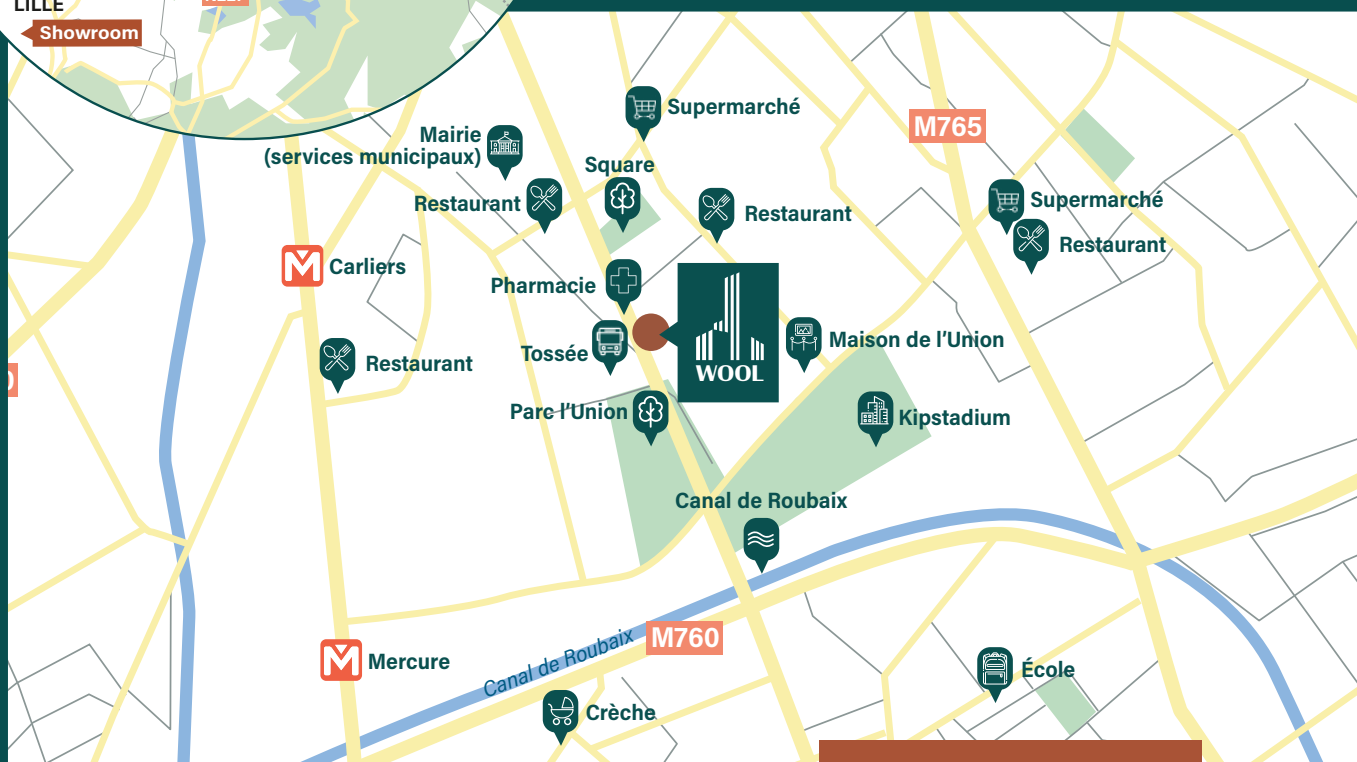 LILLE
Showroom
Supermarché
M765
Mairie
(services municipaux)
Square
Restaurant
Restaurant
Supermarché
Restaurant
Carliers
Pharmacie
Tossée
WOOL
Maison de l'Union
Restaurant
Parc l'Union
Kipstadium
Canal de Roubaix
M760
Canal de Roubaix
Mercure
École
Crèche